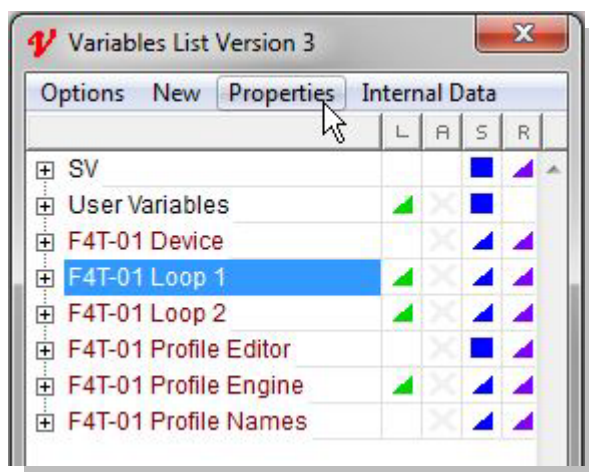 Variables List Version 3
Options New Properties Internal Data
L A S R
SV
User Variables
F4T-01 Device
F4T-01 Loop 1
F4T-01 Loop 2
F4T-01 Profile Editor
F4T-01 Profile Engine
F4T-01 Profile Names